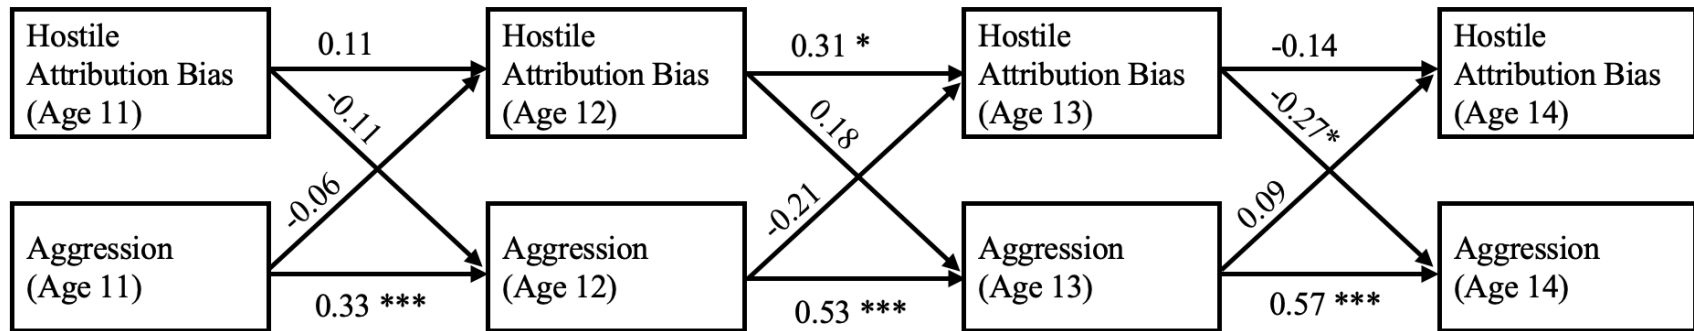 Hostile
Attribution Bias
(Age 11)
0.11
Hostile
Attribution Bias
(Age 12)
0.31 *
Hostile
Attribution Bias
(Age 13)
-0.14
Hostile
Attribution Bias
(Age 14)
-0.11
-0.06
0.18
-0.21
-0.27*
0.09
Aggression
(Age 11)
0.33 ***
Aggression
(Age 12)
0.53 ***
Aggression
(Age 13)
0.57 ***
Aggression
(Age 14)